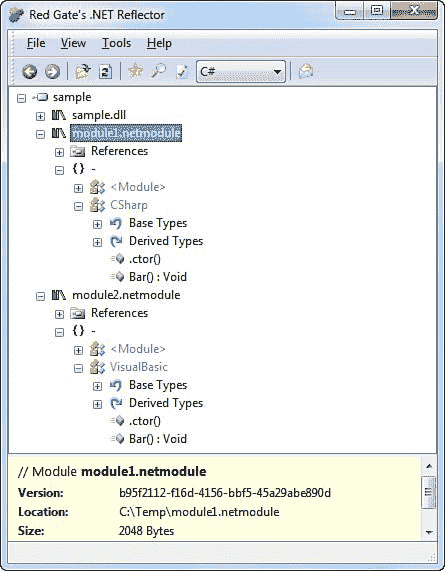 Red Gate's .NET Reflector
File View Tools Help
C#
sample
sample.dll
module1.netmodule
References
{ } -
<Module>
CSharp
Base Types
Derived Types
.ctor()
Bar() : Void
module2.netmodule
References
{ } -
<Module>
VisualBasic
Base Types
Derived Types
.ctor()
Bar() : Void
// Module module1.netmodule
Version: b95f2112-f16d-4156-bbf5-45a29abe890d
Location: C:\Temp\module1.netmodule
Size: 2048 Bytes